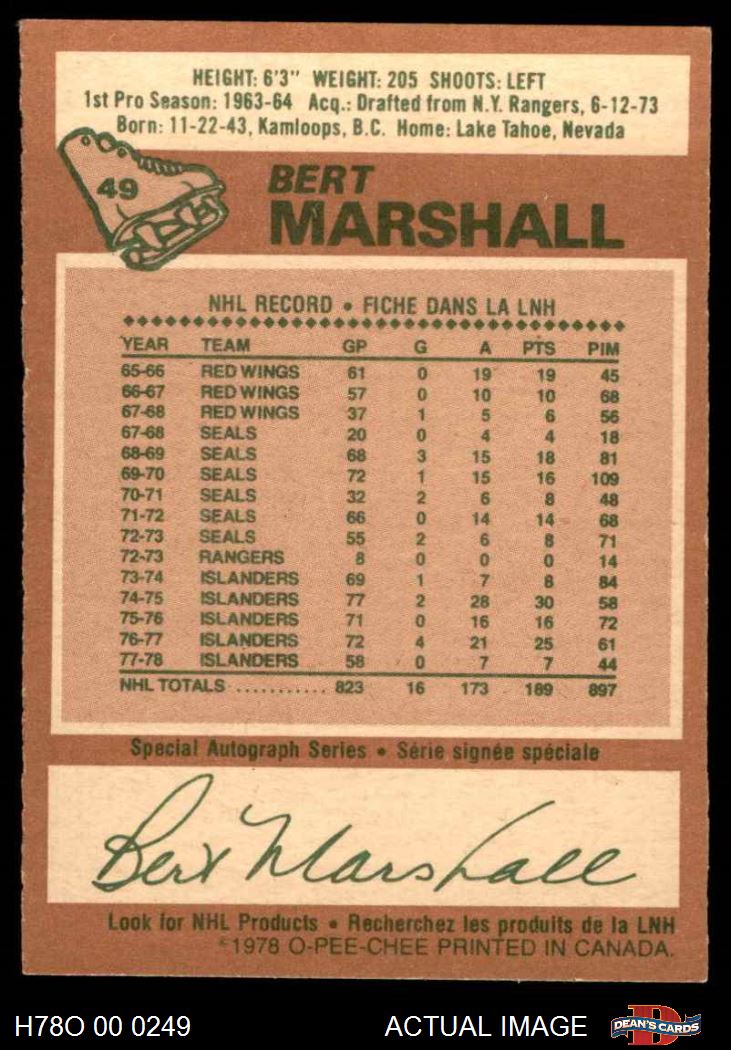 HEIGHT: 6'3" WEIGHT: 205 SHOOTS: LEFT
1st Pro Season: 1963-64 Acq.: Drafted from N.Y. Rangers, 6-12-73
Born: 11-22-43, Kamloops, B.C. Home: Lake Tahoe, Nevada
49
BERT
MARSHALL
NHL RECORD • FICHE DANS LA LNH
YEAR TEAM GP G A PTS PIM
65-66 RED WINGS 61 0 19 19 45
66-67 RED WINGS 57 0 10 10 68
67-68 RED WINGS 37 1 5 6 56
67-68 SEALS 20 0 4 4 18
68-69 SEALS 68 3 15 18 81
69-70 SEALS 72 1 15 16 109
70-71 SEALS 32 2 6 8 48
71-72 SEALS 66 0 14 14 68
72-73 SEALS 55 2 6 8 71
72-73 RANGERS 8 0 0 0 14
73-74 ISLANDERS 69 1 7 8 84
74-75 ISLANDERS 77 2 28 30 58
75-76 ISLANDERS 71 0 16 16 72
76-77 ISLANDERS 72 4 21 25 61
77-78 ISLANDERS 58 0 7 7 44
NHL TOTALS ........... 823 16 173 189 897
Special Autograph Series • Série signée spéciale
Bert Marshall
Look for NHL Products • Recherchez les produits de la LNH
©1978 O-PEE-CHEE PRINTED IN CANADA.
H78O 00 0249 ACTUAL IMAGE DEAN'S CARDS